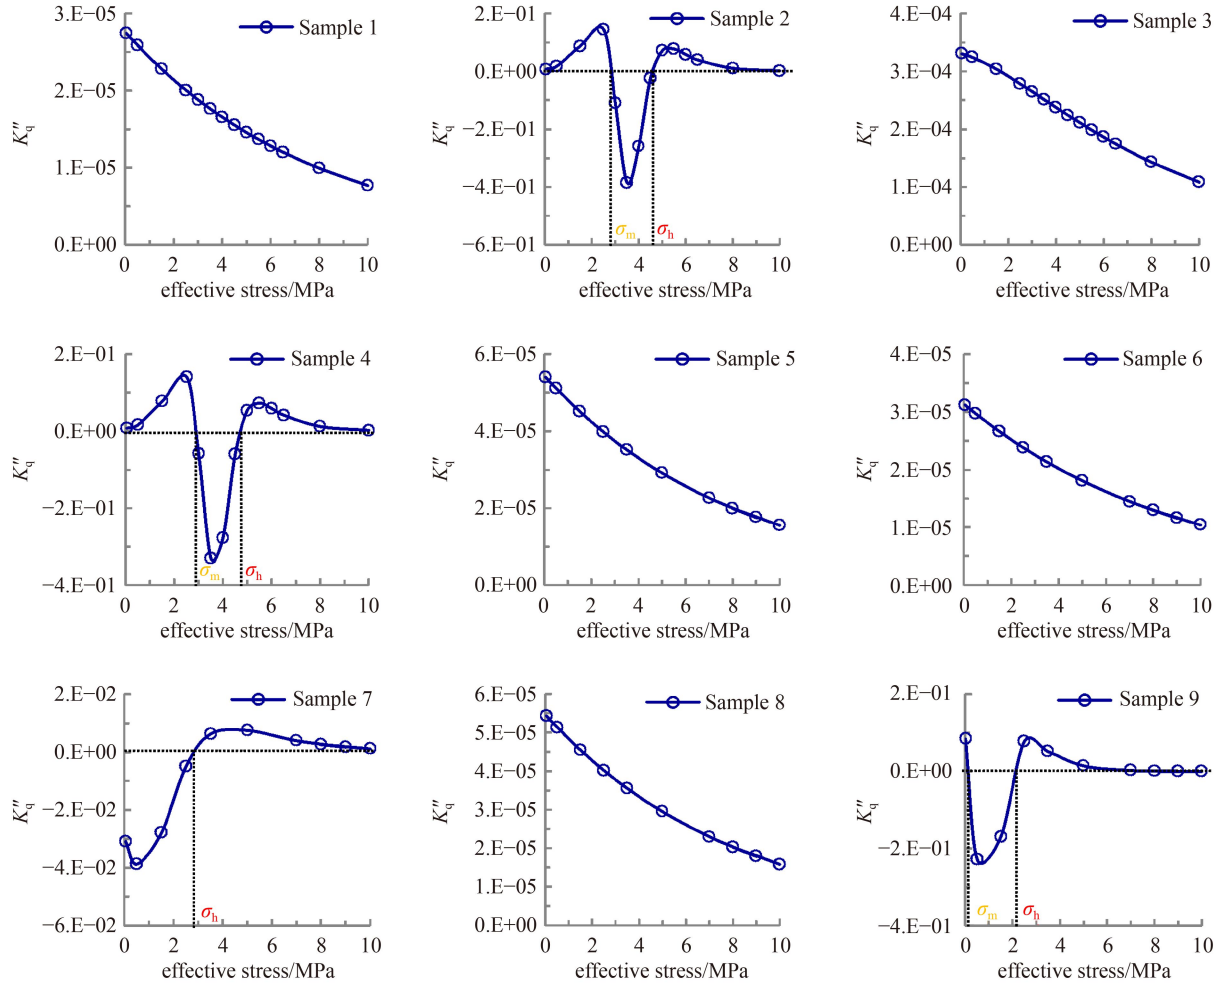 Sample 1
3.E−05
2.E−05
1.E−05
0.E+00
K″q
0 2 4 6 8 10
effective stress/MPa
Sample 2
2.E−01
0.E+00
−2.E−01
−4.E−01
−6.E−01
K″q
σm σh
0 2 4 6 8 10
effective stress/MPa
Sample 3
4.E−04
3.E−04
2.E−04
1.E−04
0.E+00
K″q
0 2 4 6 8 10
effective stress/MPa
Sample 4
2.E−01
0.E+00
−2.E−01
−4.E−01
K″q
σm σh
0 2 4 6 8 10
effective stress/MPa
Sample 5
6.E−05
4.E−05
2.E−05
0.E+00
K″q
0 2 4 6 8 10
effective stress/MPa
Sample 6
4.E−05
3.E−05
2.E−05
1.E−05
0.E+00
K″q
0 2 4 6 8 10
effective stress/MPa
Sample 7
2.E−02
0.E+00
−2.E−02
−4.E−02
−6.E−02
K″q
σh
0 2 4 6 8 10
effective stress/MPa
Sample 8
6.E−05
5.E−05
4.E−05
3.E−05
2.E−05
1.E−05
0.E+00
K″q
0 2 4 6 8 10
effective stress/MPa
Sample 9
2.E−01
0.E+00
−2.E−01
−4.E−01
K″q
σm σh
0 2 4 6 8 10
effective stress/MPa